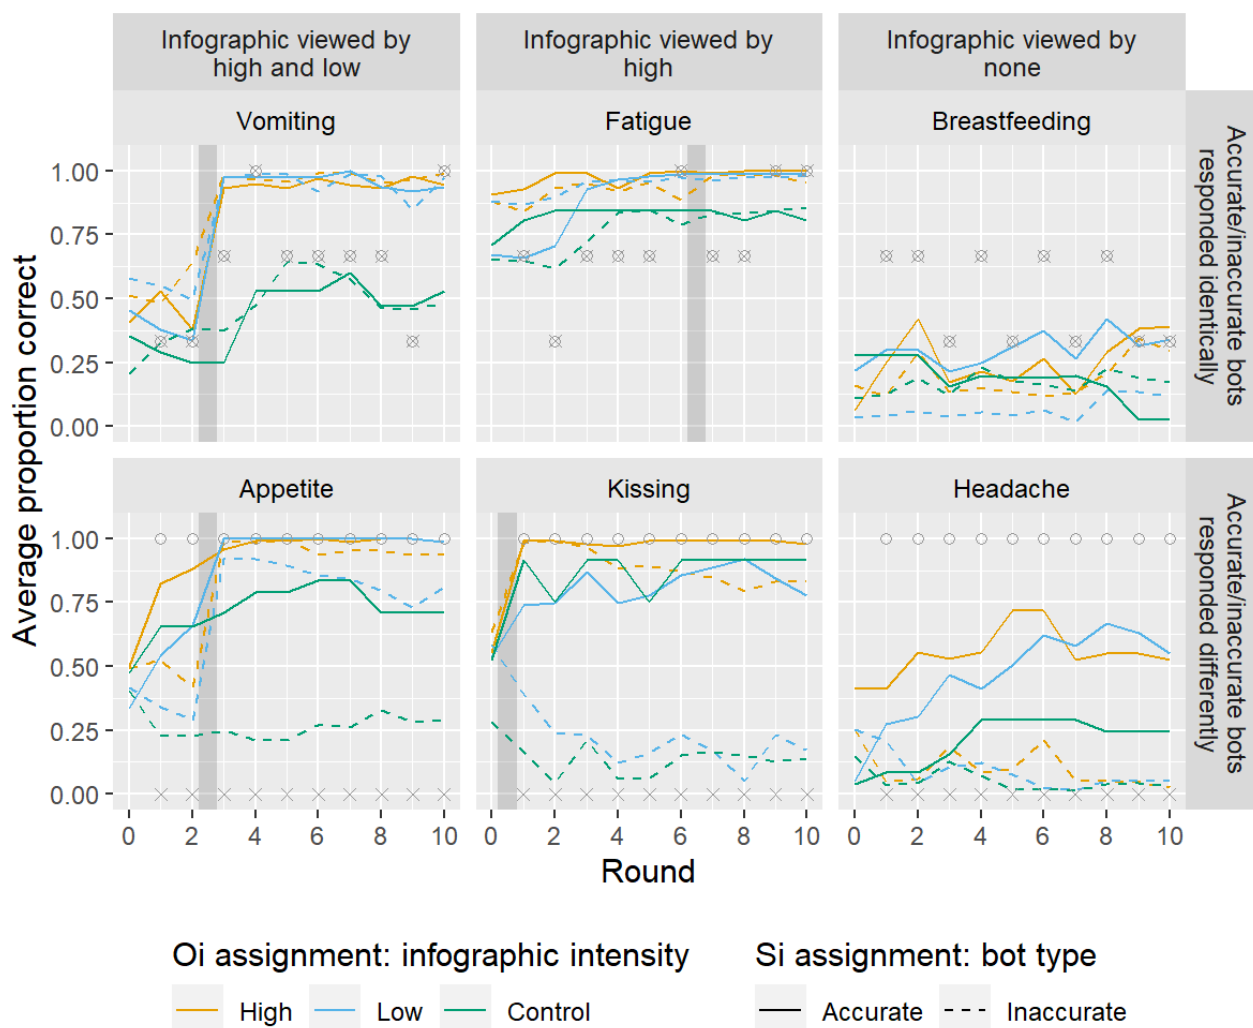 Infographic viewed by
high and low
Infographic viewed by
high
Infographic viewed by
none
Vomiting
Fatigue
Breastfeeding
Accurate/inaccurate bots
responded identically
1.00
0.75
0.50
0.25
0.00
Average proportion correct
Appetite
Kissing
Headache
Accurate/inaccurate bots
responded differently
1.00
0.75
0.50
0.25
0.00
0 2 4 6 8 10
0 2 4 6 8 10
0 2 4 6 8 10
Round
Oi assignment: infographic intensity
High Low Control
Si assignment: bot type
Accurate Inaccurate